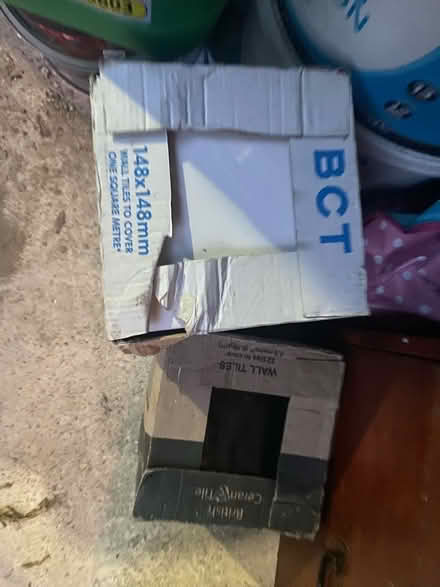 BCT
148x148mm
WALL TILES TO COVER
ONE SQUARE METRE*
WALL TILES
British
Ceramic Tile